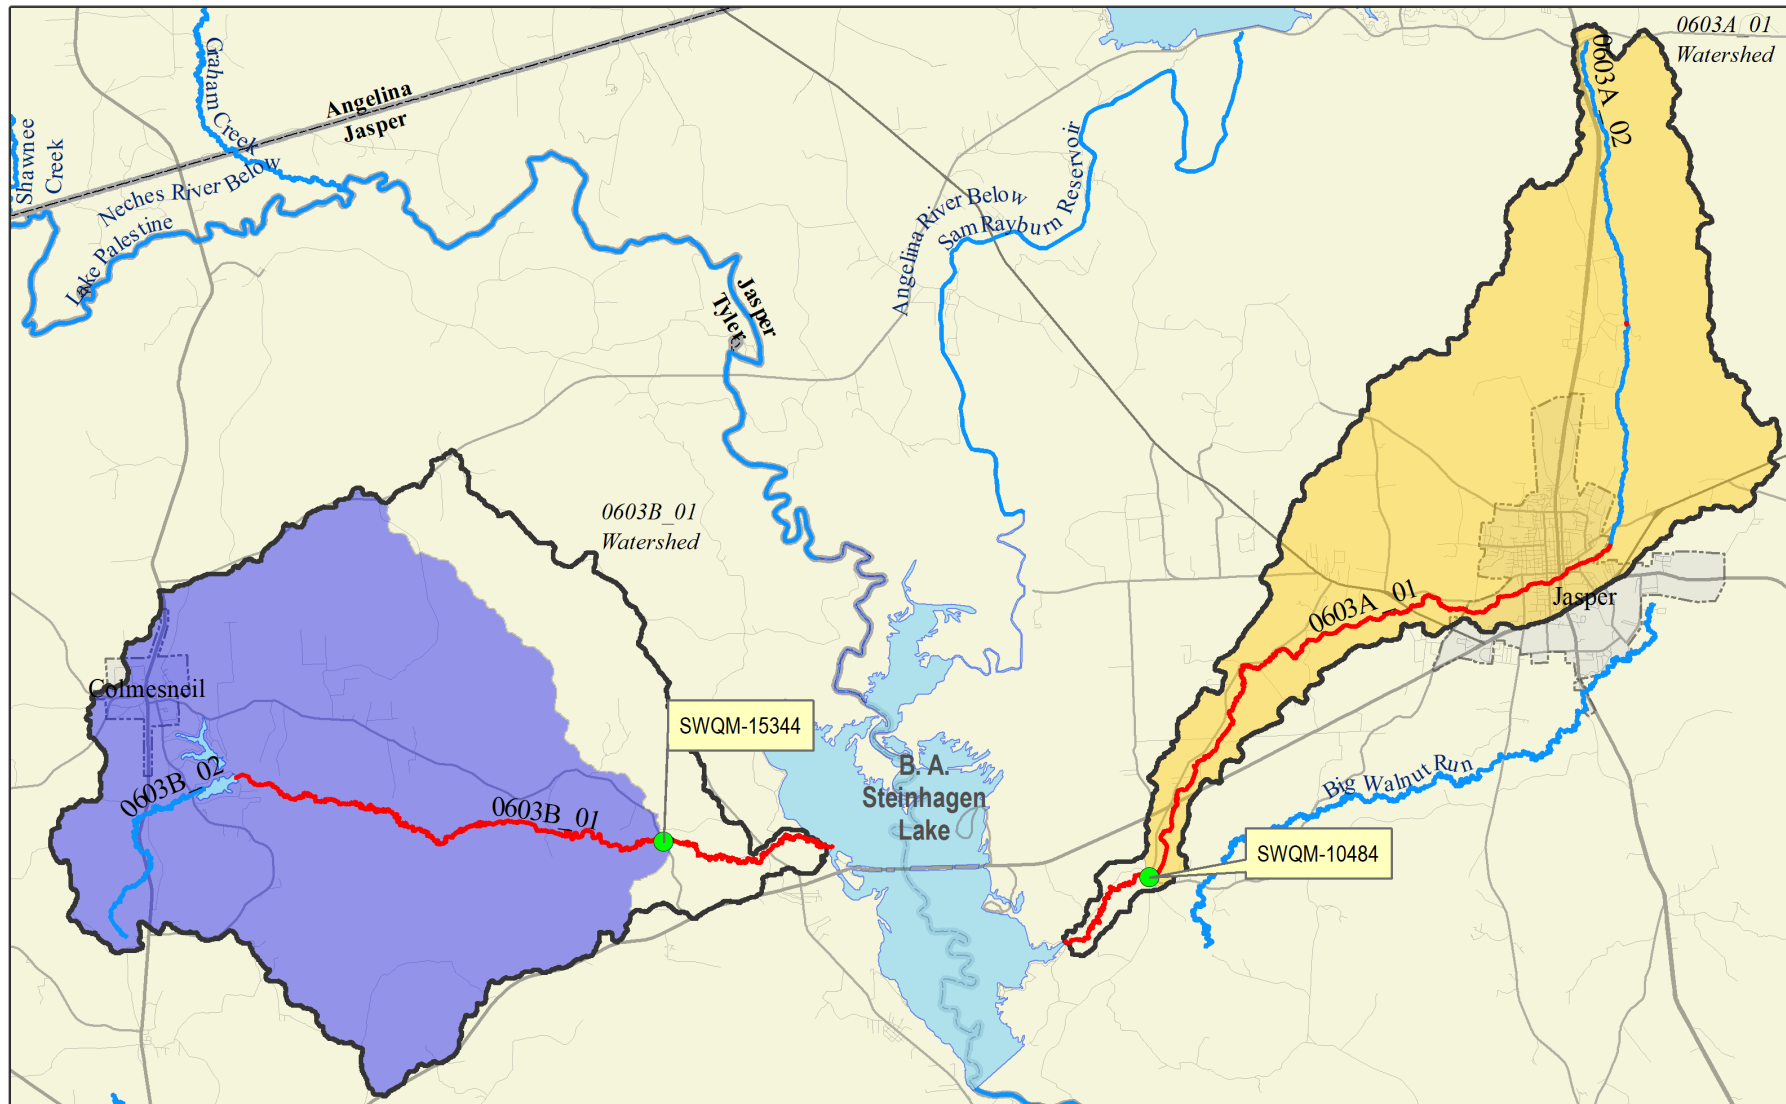 0603A_01
Watershed
Graham Creek
0603A_02
Angelina
Jasper
Shawnee
Creek
Neches River Below
Lake Palestine
Angelina River Below
Sam Rayburn Reservoir
Jasper
Tyler
0603B_01
Watershed
0603A_01
Jasper
Colmesneil
SWQM-15344
0603B_02
B. A.
Steinhagen
Lake
Big Walnut Run
0603B_01
SWQM-10484